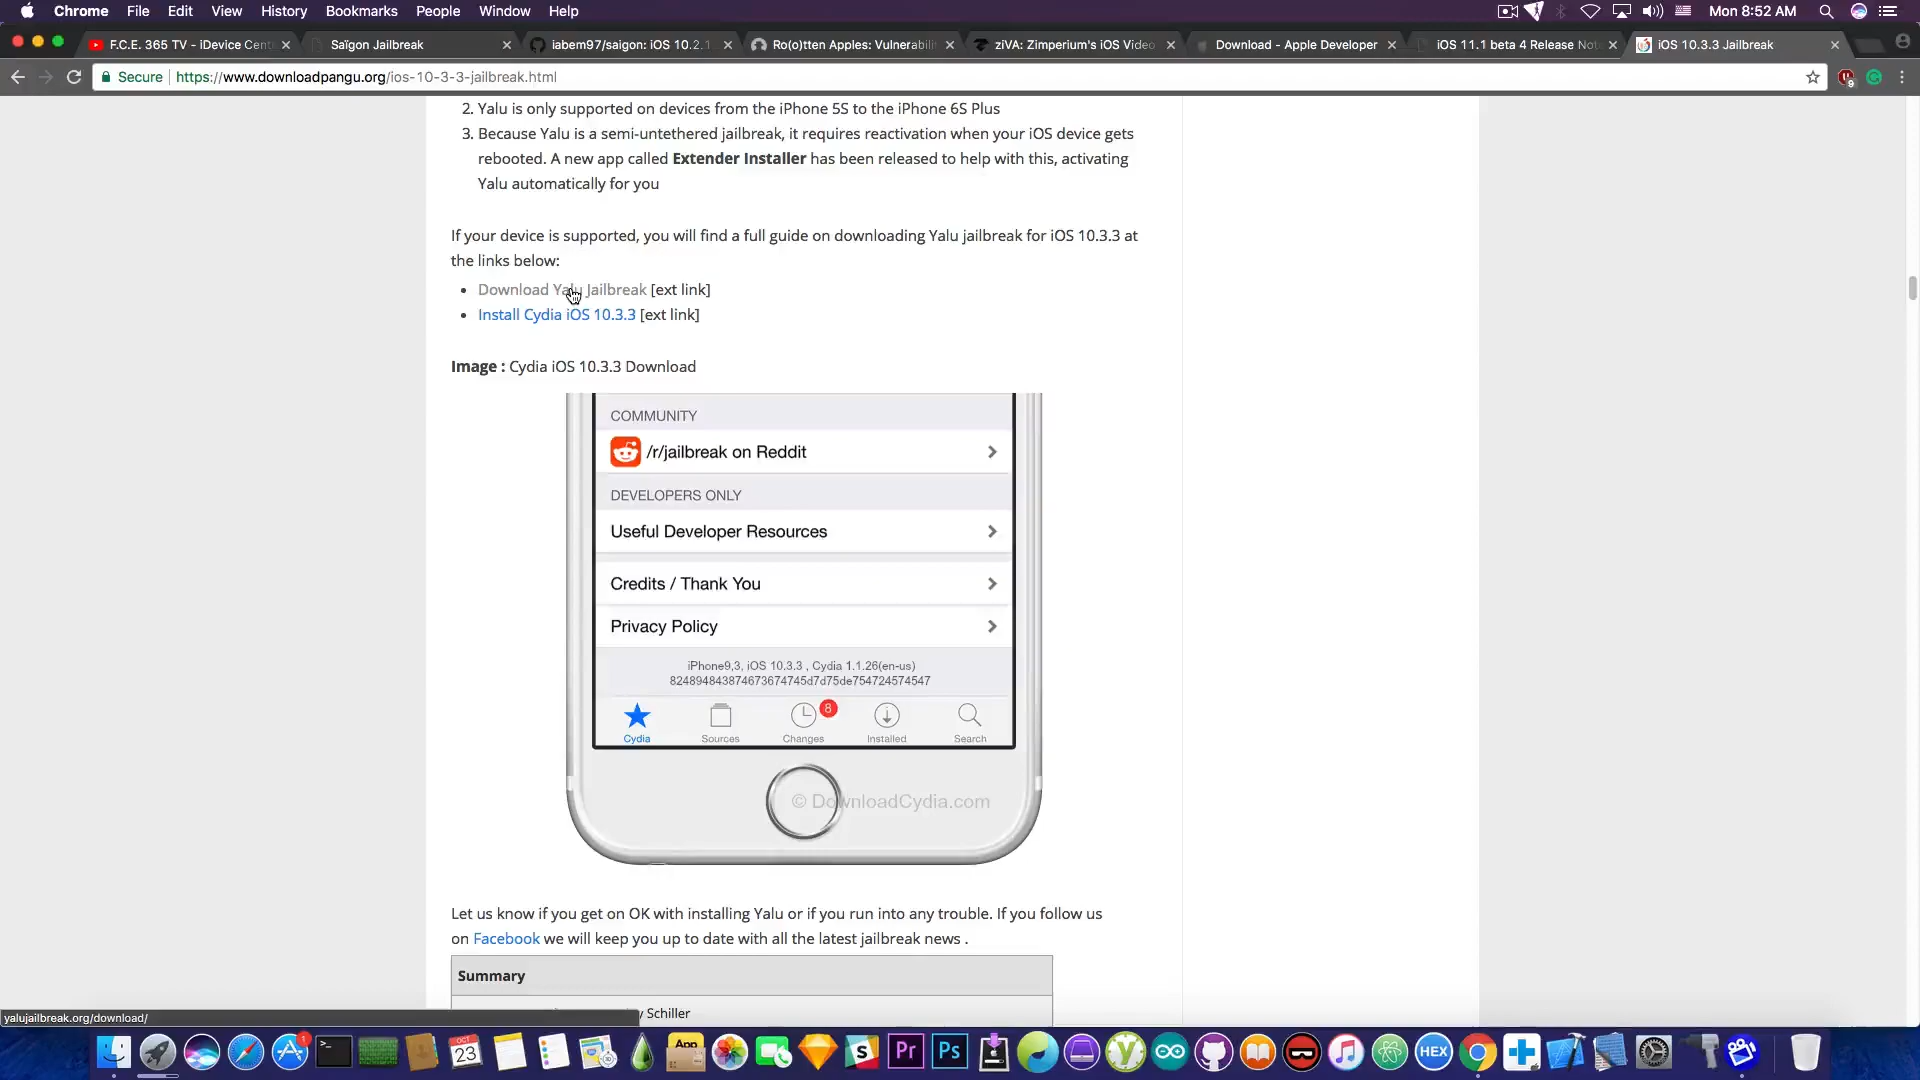 Chrome File Edit View History Bookmarks People Window Help Mon 8:52 AM
F.C.E. 365 TV - iDevice Cent
Saïgon Jailbreak
iabem97/saigon: iOS 10.2.1
Ro(o)tten Apples: Vulnerabili
ziVA: Zimperium's iOS Video
Download - Apple Developer
iOS 11.1 beta 4 Release Not
iOS 10.3.3 Jailbreak
Secure https://www.downloadpangu.org/ios-10-3-3-jailbreak.html
9
2. Yalu is only supported on devices from the iPhone 5S to the iPhone 6S Plus
3. Because Yalu is a semi-untethered jailbreak, it requires reactivation when your iOS device gets
rebooted. A new app called Extender Installer has been released to help with this, activating
Yalu automatically for you
If your device is supported, you will find a full guide on downloading Yalu jailbreak for iOS 10.3.3 at
the links below:
• Download Yalu Jailbreak [ext link]
• Install Cydia iOS 10.3.3 [ext link]
Image : Cydia iOS 10.3.3 Download
COMMUNITY
/r/jailbreak on Reddit
DEVELOPERS ONLY
Useful Developer Resources
Credits / Thank You
Privacy Policy
iPhone9,3, iOS 10.3.3 , Cydia 1.1.26(en-us)
824894843874673674745d7d75de754724574547
8
Cydia Sources Changes Installed Search
© DownloadCydia.com
Let us know if you get on OK with installing Yalu or if you run into any trouble. If you follow us
on Facebook we will keep you up to date with all the latest jailbreak news .
Summary
y Schiller
yalujailbreak.org/download/
1
OCT
23
App
S
Pr
Ps
HEX